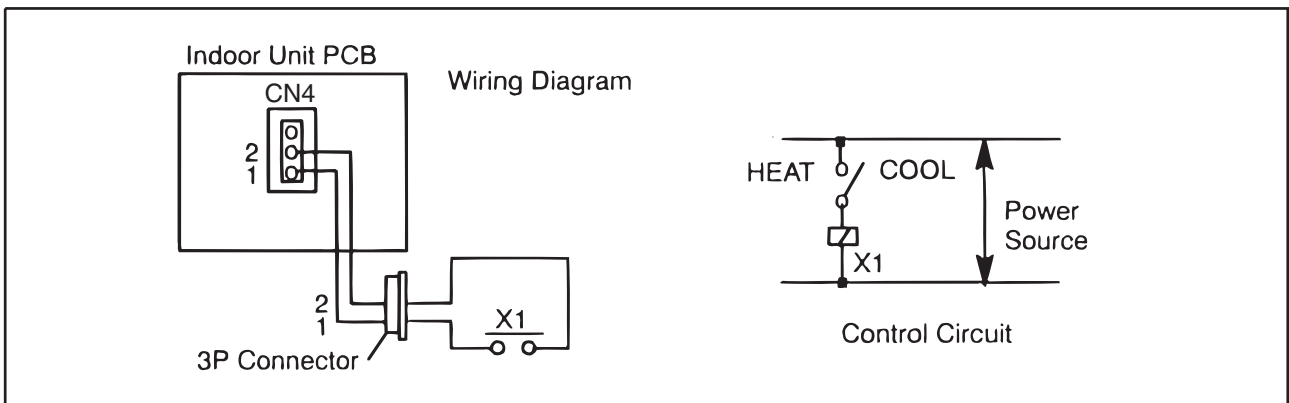 Indoor Unit PCB
CN4
2
1
Wiring Diagram
2
1
3P Connector
X1
HEAT
COOL
X1
Power
Source
Control Circuit